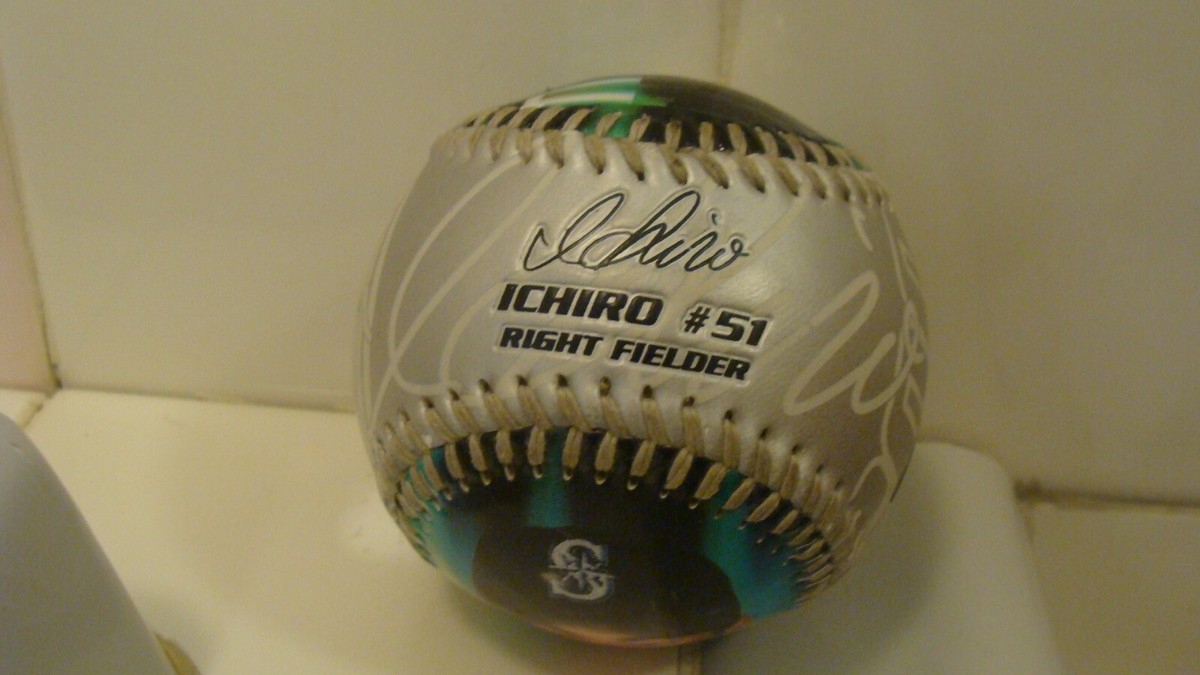 Ichiro
ICHIRO #51
RIGHT FIELDER
S